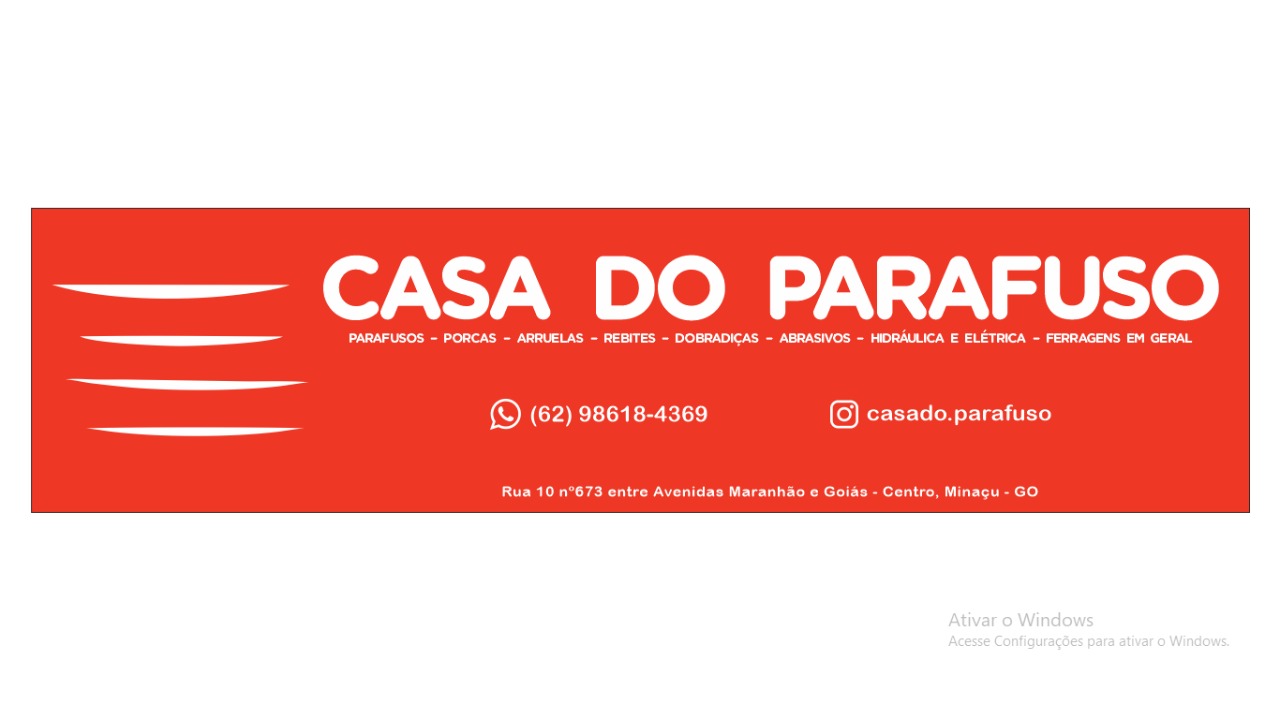 CASA DO PARAFUSO
PARAFUSOS – PORCAS – ARRUELAS – REBITES – DOBRADIÇAS – ABRASIVOS – HIDRÁULICA E ELÉTRICA – FERRAGENS EM GERAL
(62) 98618-4369
casado.parafuso
Rua 10 nº673 entre Avenidas Maranhão e Goiás - Centro, Minaçu - GO
Ativar o Windows
Acesse Configurações para ativar o Windows.